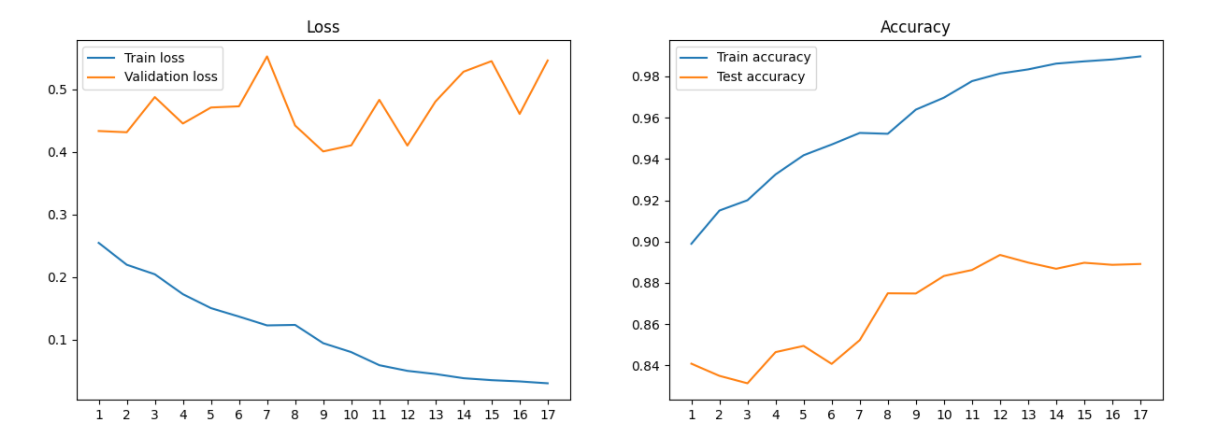 Loss
Train loss
Validation loss
0.5
0.4
0.3
0.2
0.1
1 2 3 4 5 6 7 8 9 10 11 12 13 14 15 16 17
Accuracy
Train accuracy
Test accuracy
0.98
0.96
0.94
0.92
0.90
0.88
0.86
0.84
1 2 3 4 5 6 7 8 9 10 11 12 13 14 15 16 17